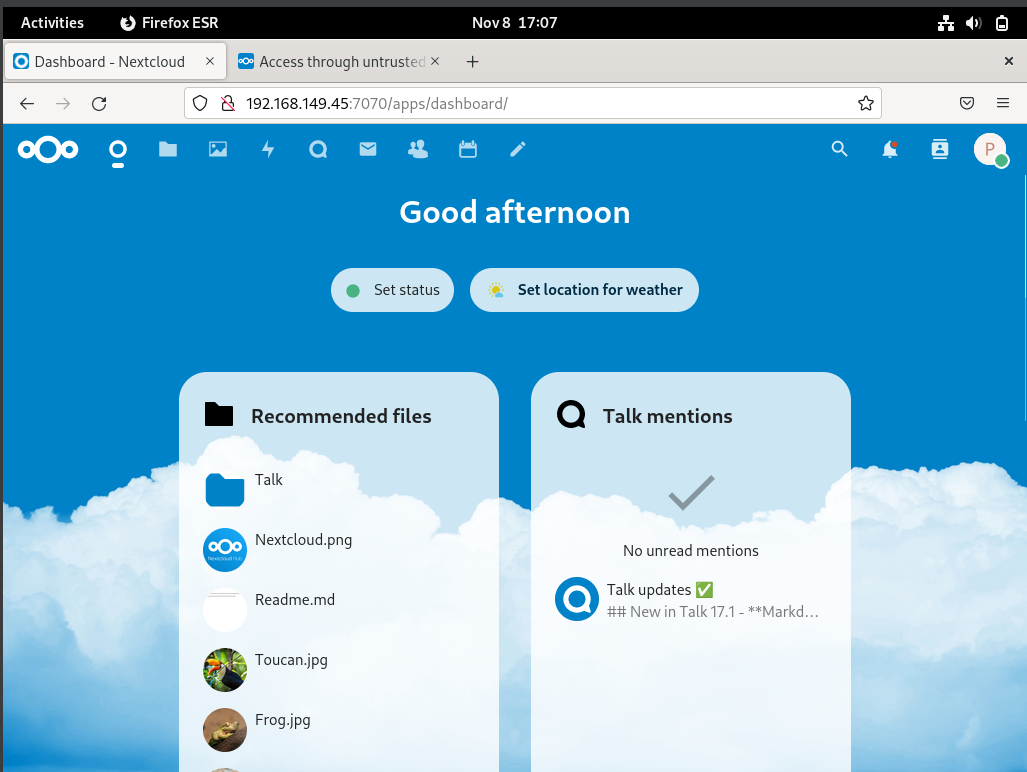 Activities
Firefox ESR
Nov 8 17:07
Dashboard - Nextcloud
Access through untrusted
192.168.149.45:7070/apps/dashboard/
P
Good afternoon
Set status
Set location for weather
Recommended files
Talk
Nextcloud.png
Readme.md
Toucan.jpg
Frog.jpg
Talk mentions
No unread mentions
Talk updates ✅
## New in Talk 17.1 - **Markd…